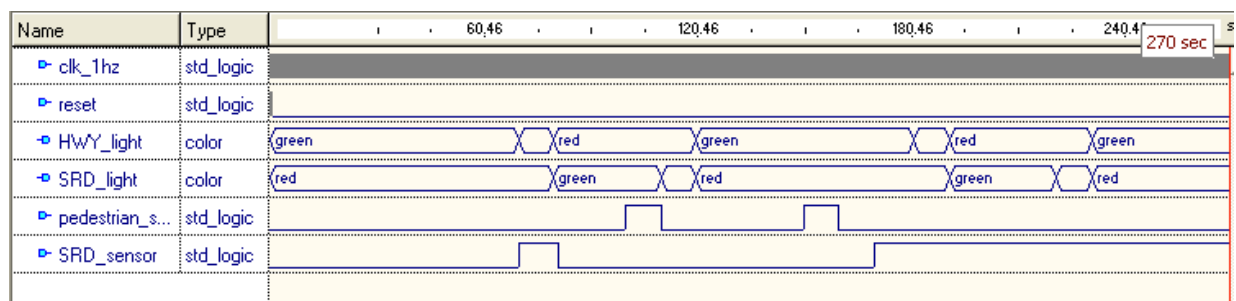 Name Type 60.46 120.46 180.46 240.4 270 sec s
clk_1hz std_logic
reset std_logic
HWY_light color green red green red green
SRD_light color red green red green red
pedestrian_s... std_logic
SRD_sensor std_logic